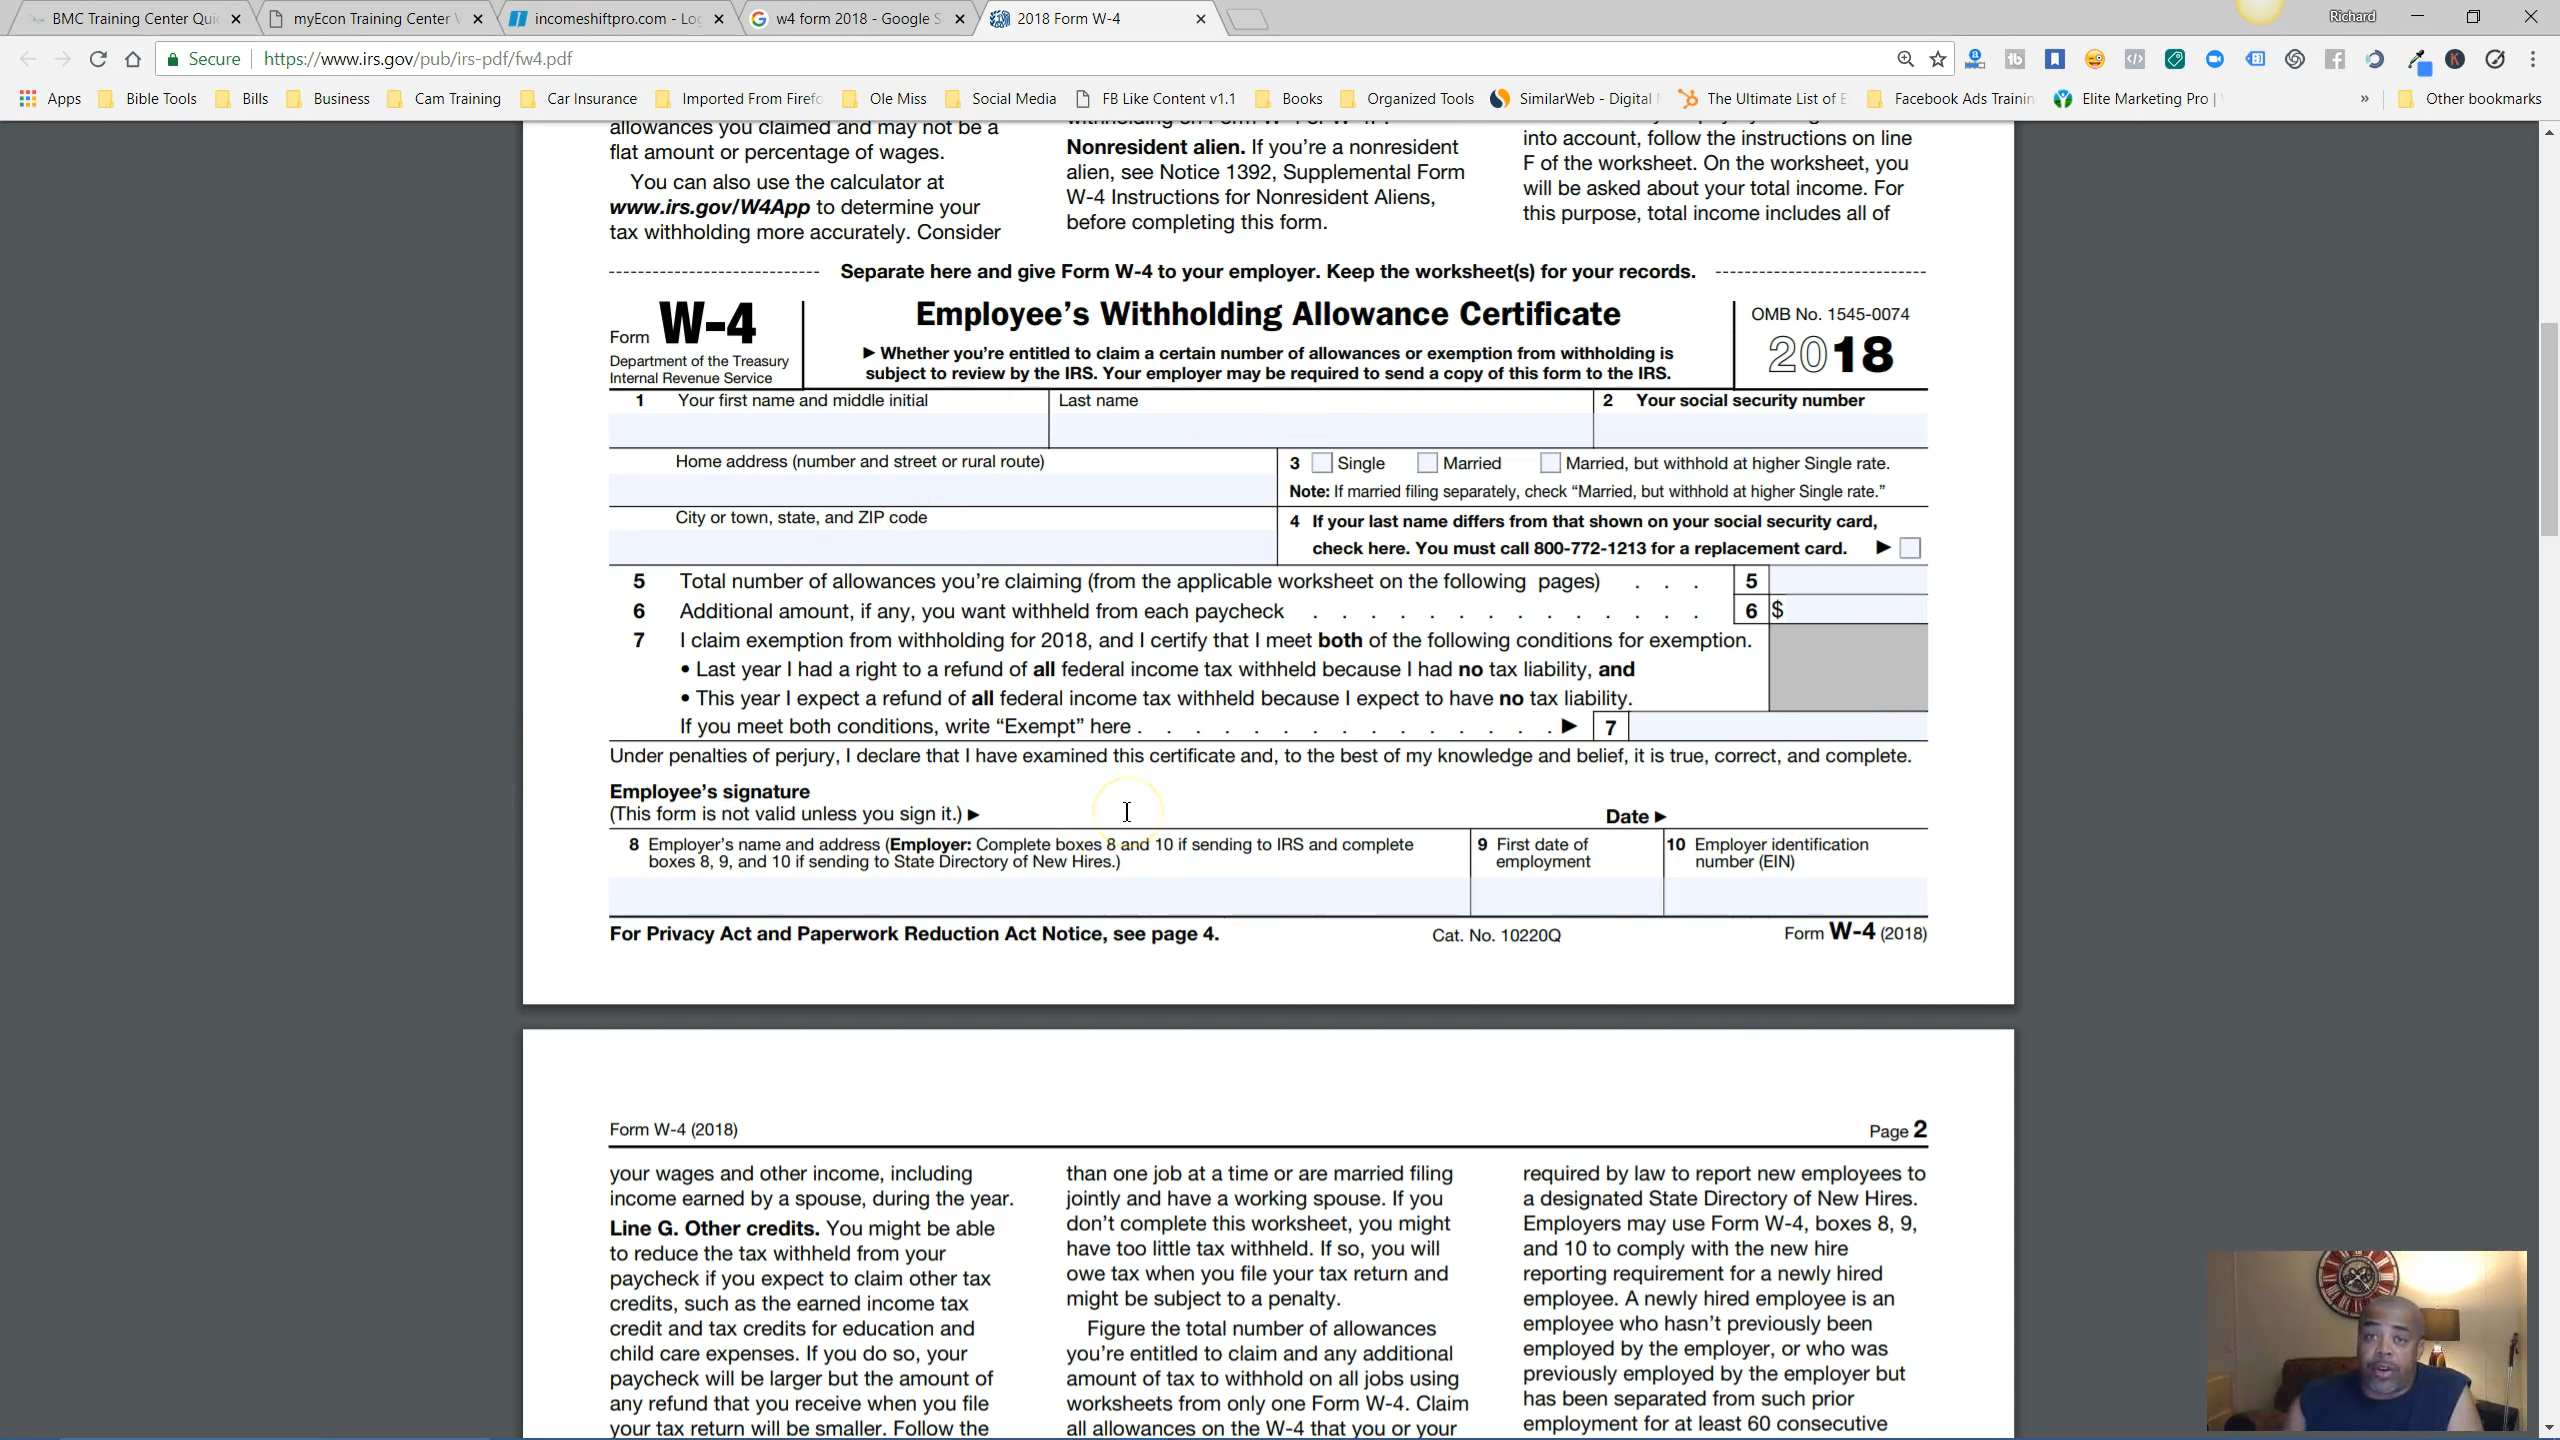 BMC Training Center Qui
myEcon Training Center
incomeshiftpro.com - Log
w4 form 2018 - Google S
2018 Form W-4
Richard
Secure
https://www.irs.gov/pub/irs-pdf/fw4.pdf
Apps
Bible Tools
Bills
Business
Cam Training
Car Insurance
Imported From Firefo
Ole Miss
Social Media
FB Like Content v1.1
Books
Organized Tools
SimilarWeb - Digital
The Ultimate List of E
Facebook Ads Trainin
Elite Marketing Pro |
»
Other bookmarks
allowances you claimed and may not be a
flat amount or percentage of wages.
You can also use the calculator at
www.irs.gov/W4App to determine your
tax withholding more accurately. Consider
Nonresident alien. If you’re a nonresident
alien, see Notice 1392, Supplemental Form
W-4 Instructions for Nonresident Aliens,
before completing this form.
into account, follow the instructions on line
F of the worksheet. On the worksheet, you
will be asked about your total income. For
this purpose, total income includes all of
Separate here and give Form W-4 to your employer. Keep the worksheet(s) for your records.
Form W-4
Department of the Treasury
Internal Revenue Service
Employee’s Withholding Allowance Certificate
▶ Whether you’re entitled to claim a certain number of allowances or exemption from withholding is
subject to review by the IRS. Your employer may be required to send a copy of this form to the IRS.
OMB No. 1545-0074
2018
1 Your first name and middle initial
Last name
2 Your social security number
Home address (number and street or rural route)
3 Single Married Married, but withhold at higher Single rate.
Note: If married filing separately, check “Married, but withhold at higher Single rate.”
City or town, state, and ZIP code
4 If your last name differs from that shown on your social security card,
check here. You must call 800-772-1213 for a replacement card. ▶
5 Total number of allowances you’re claiming (from the applicable worksheet on the following pages) . . . 5
6 Additional amount, if any, you want withheld from each paycheck . . . . . . . . . . . . . . 6 $
7 I claim exemption from withholding for 2018, and I certify that I meet both of the following conditions for exemption.
• Last year I had a right to a refund of all federal income tax withheld because I had no tax liability, and
• This year I expect a refund of all federal income tax withheld because I expect to have no tax liability.
If you meet both conditions, write “Exempt” here . . . . . . . . . . . . . . . ▶ 7
Under penalties of perjury, I declare that I have examined this certificate and, to the best of my knowledge and belief, it is true, correct, and complete.
Employee’s signature
(This form is not valid unless you sign it.) ▶
Date ▶
8 Employer’s name and address (Employer: Complete boxes 8 and 10 if sending to IRS and complete
boxes 8, 9, and 10 if sending to State Directory of New Hires.)
9 First date of
employment
10 Employer identification
number (EIN)
For Privacy Act and Paperwork Reduction Act Notice, see page 4.
Cat. No. 10220Q
Form W-4 (2018)
Form W-4 (2018)
Page 2
your wages and other income, including
income earned by a spouse, during the year.
Line G. Other credits. You might be able
to reduce the tax withheld from your
paycheck if you expect to claim other tax
credits, such as the earned income tax
credit and tax credits for education and
child care expenses. If you do so, your
paycheck will be larger but the amount of
any refund that you receive when you file
your tax return will be smaller. Follow the
than one job at a time or are married filing
jointly and have a working spouse. If you
don’t complete this worksheet, you might
have too little tax withheld. If so, you will
owe tax when you file your tax return and
might be subject to a penalty.
Figure the total number of allowances
you’re entitled to claim and any additional
amount of tax to withhold on all jobs using
worksheets from only one Form W-4. Claim
all allowances on the W-4 that you or your
required by law to report new employees to
a designated State Directory of New Hires.
Employers may use Form W-4, boxes 8, 9,
and 10 to comply with the new hire
reporting requirement for a newly hired
employee. A newly hired employee is an
employee who hasn’t previously been
employed by the employer, or who was
previously employed by the employer but
has been separated from such prior
employment for at least 60 consecutive